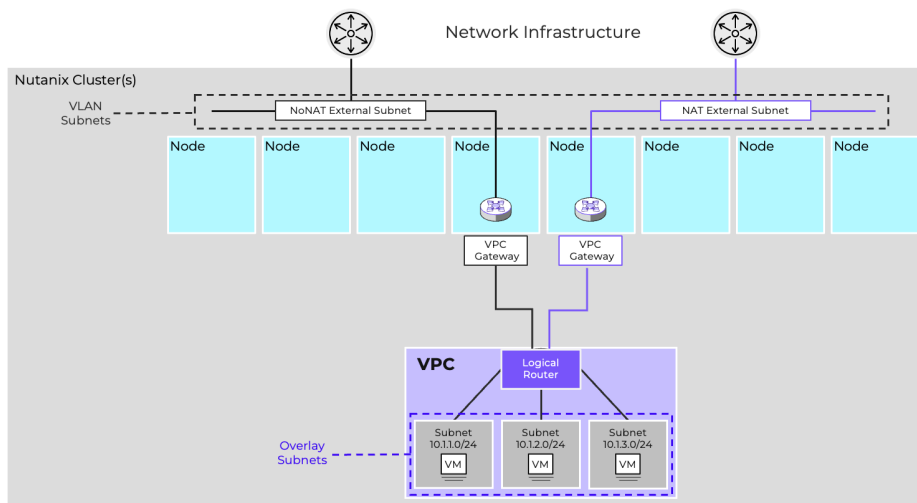 Network Infrastructure
Nutanix Cluster(s)
VLAN
Subnets
NoNAT External Subnet
NAT External Subnet
Node
Node
Node
Node
Node
Node
Node
Node
VPC
Gateway
VPC
Gateway
VPC
Logical
Router
Overlay
Subnets
Subnet
10.1.1.0/24
VM
Subnet
10.1.2.0/24
VM
Subnet
10.1.3.0/24
VM